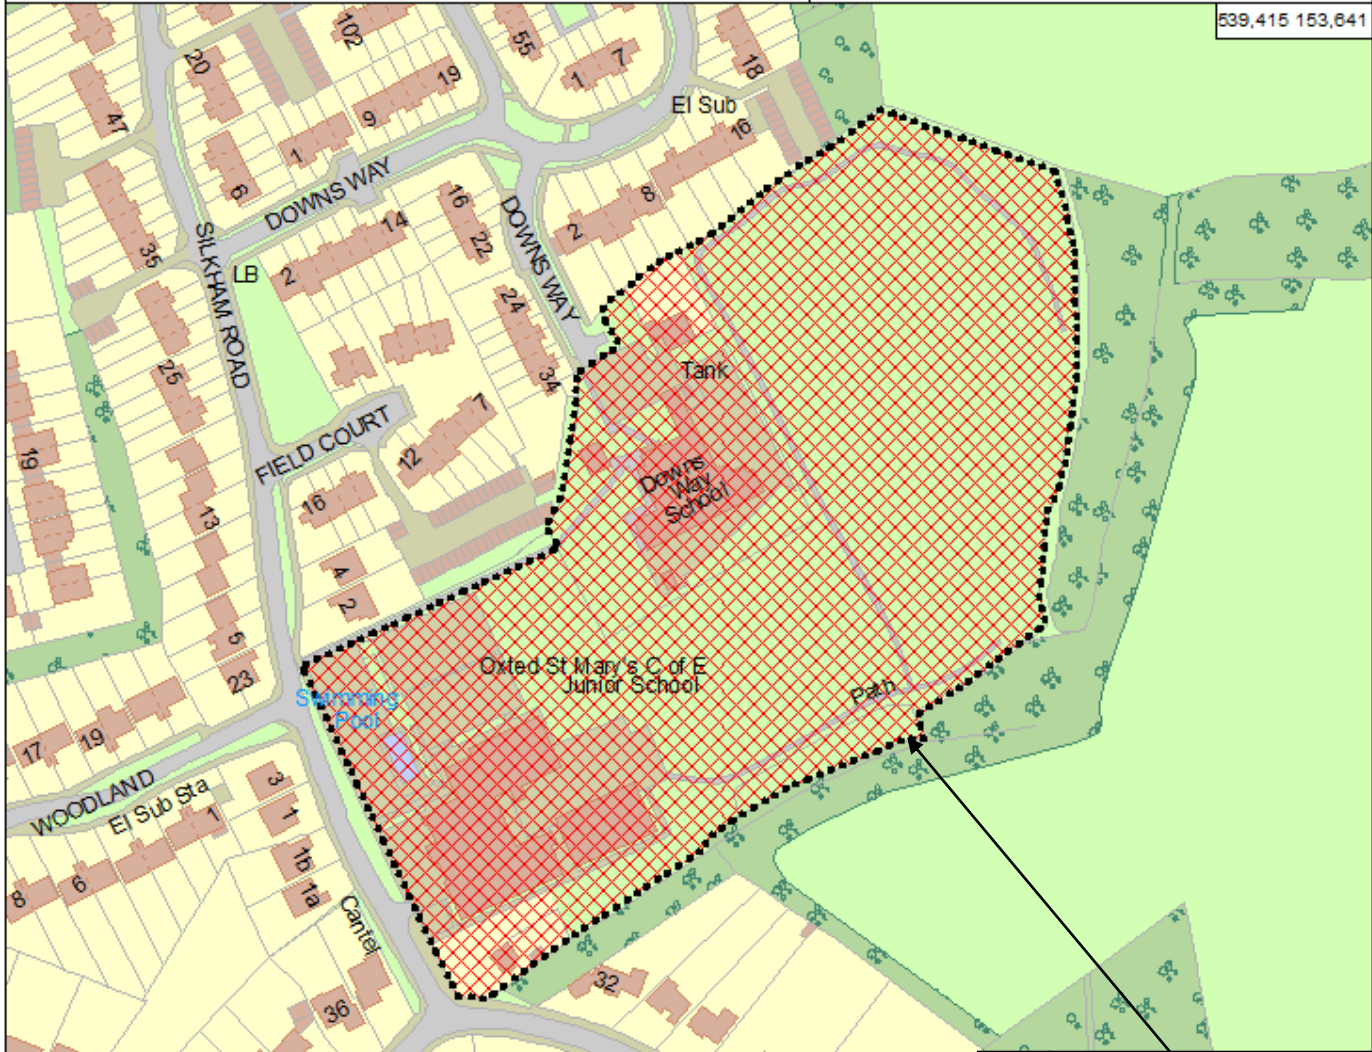 539,415 153,641
102
55
20
19
1
7
18
47
9
El Sub
1
16
6
DOWNS WAY
16
8
14
22
2
35
SILKHAM ROAD
LB
2
DOWNS WAY
24
25
34
Tank
7
FIELD COURT
12
19
16
13
Downs
Way
School
4
2
5
23
Oxted St Mary's C of E
Junior School
Swimming
Pool
Path
17
19
WOODLAND
El Sub Sta
3
1
1
1b
1a
8
6
Cantel
32
36